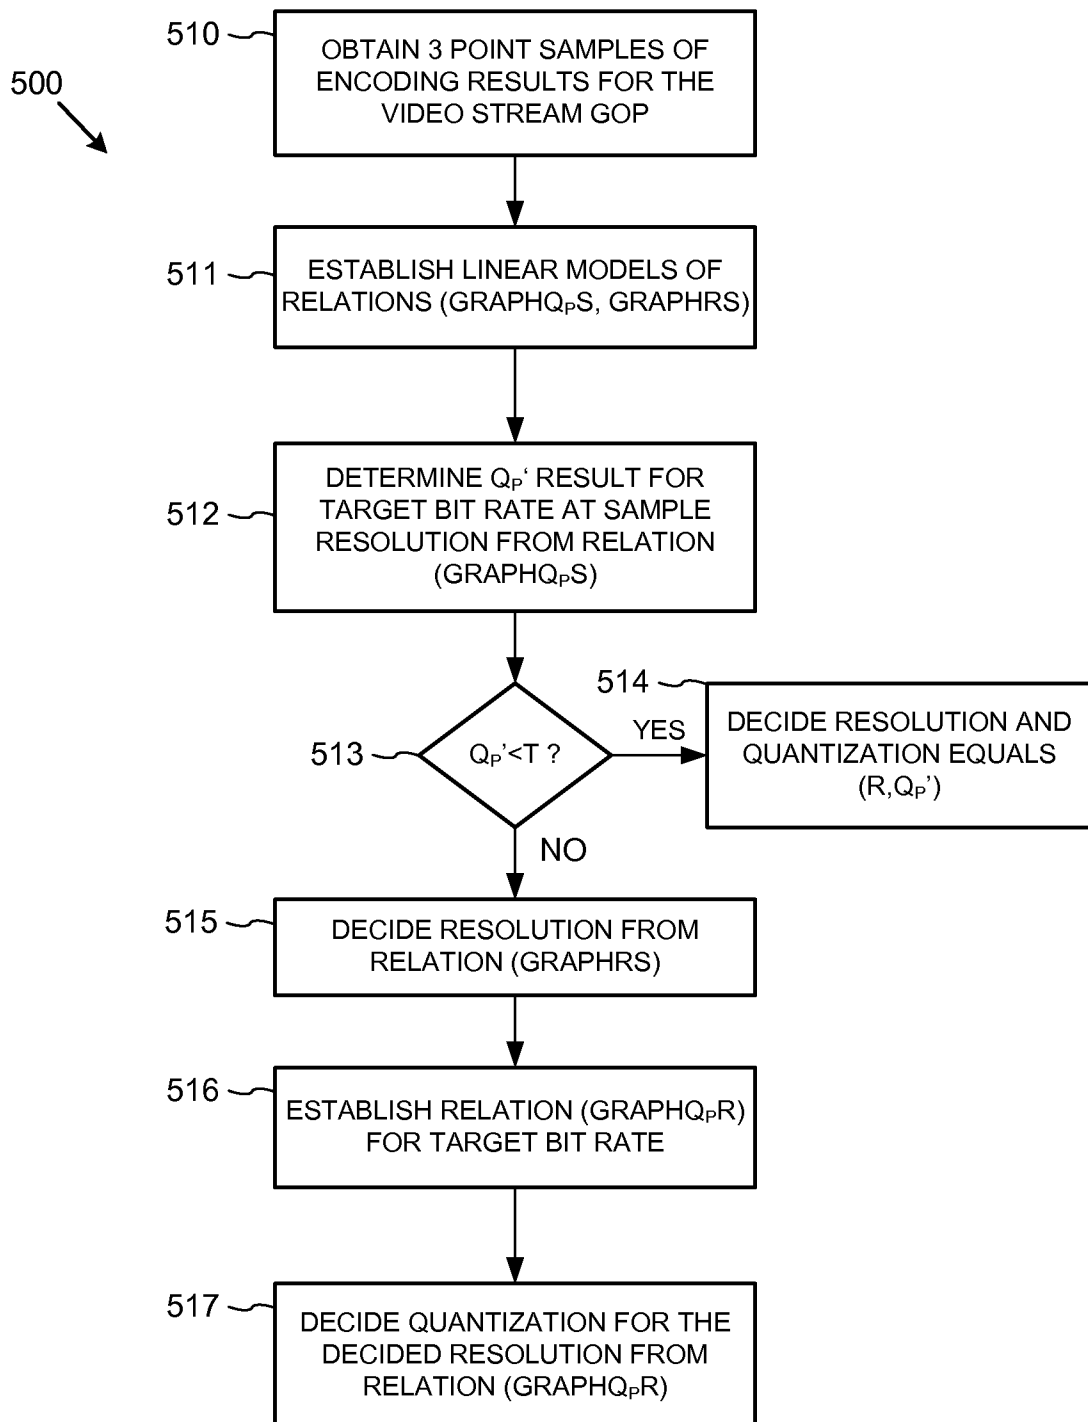 510
OBTAIN 3 POINT SAMPLES OF
ENCODING RESULTS FOR THE
VIDEO STREAM GOP
500
511
ESTABLISH LINEAR MODELS OF
RELATIONS (GRAPHQPS, GRAPHRS)
512
DETERMINE QP‘ RESULT FOR
TARGET BIT RATE AT SAMPLE
RESOLUTION FROM RELATION
(GRAPHQPS)
513
QP’<T ?
YES
514
DECIDE RESOLUTION AND
QUANTIZATION EQUALS
(R,QP’)
NO
515
DECIDE RESOLUTION FROM
RELATION (GRAPHRS)
516
ESTABLISH RELATION (GRAPHQPR)
FOR TARGET BIT RATE
517
DECIDE QUANTIZATION FOR THE
DECIDED RESOLUTION FROM
RELATION (GRAPHQPR)